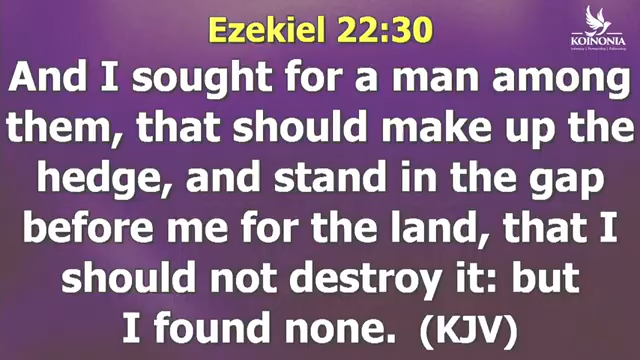 Ezekiel 22:30
KOINONIA
And I sought for a man among
them, that should make up the
hedge, and stand in the gap
before me for the land, that I
should not destroy it: but
I found none. (KJV)